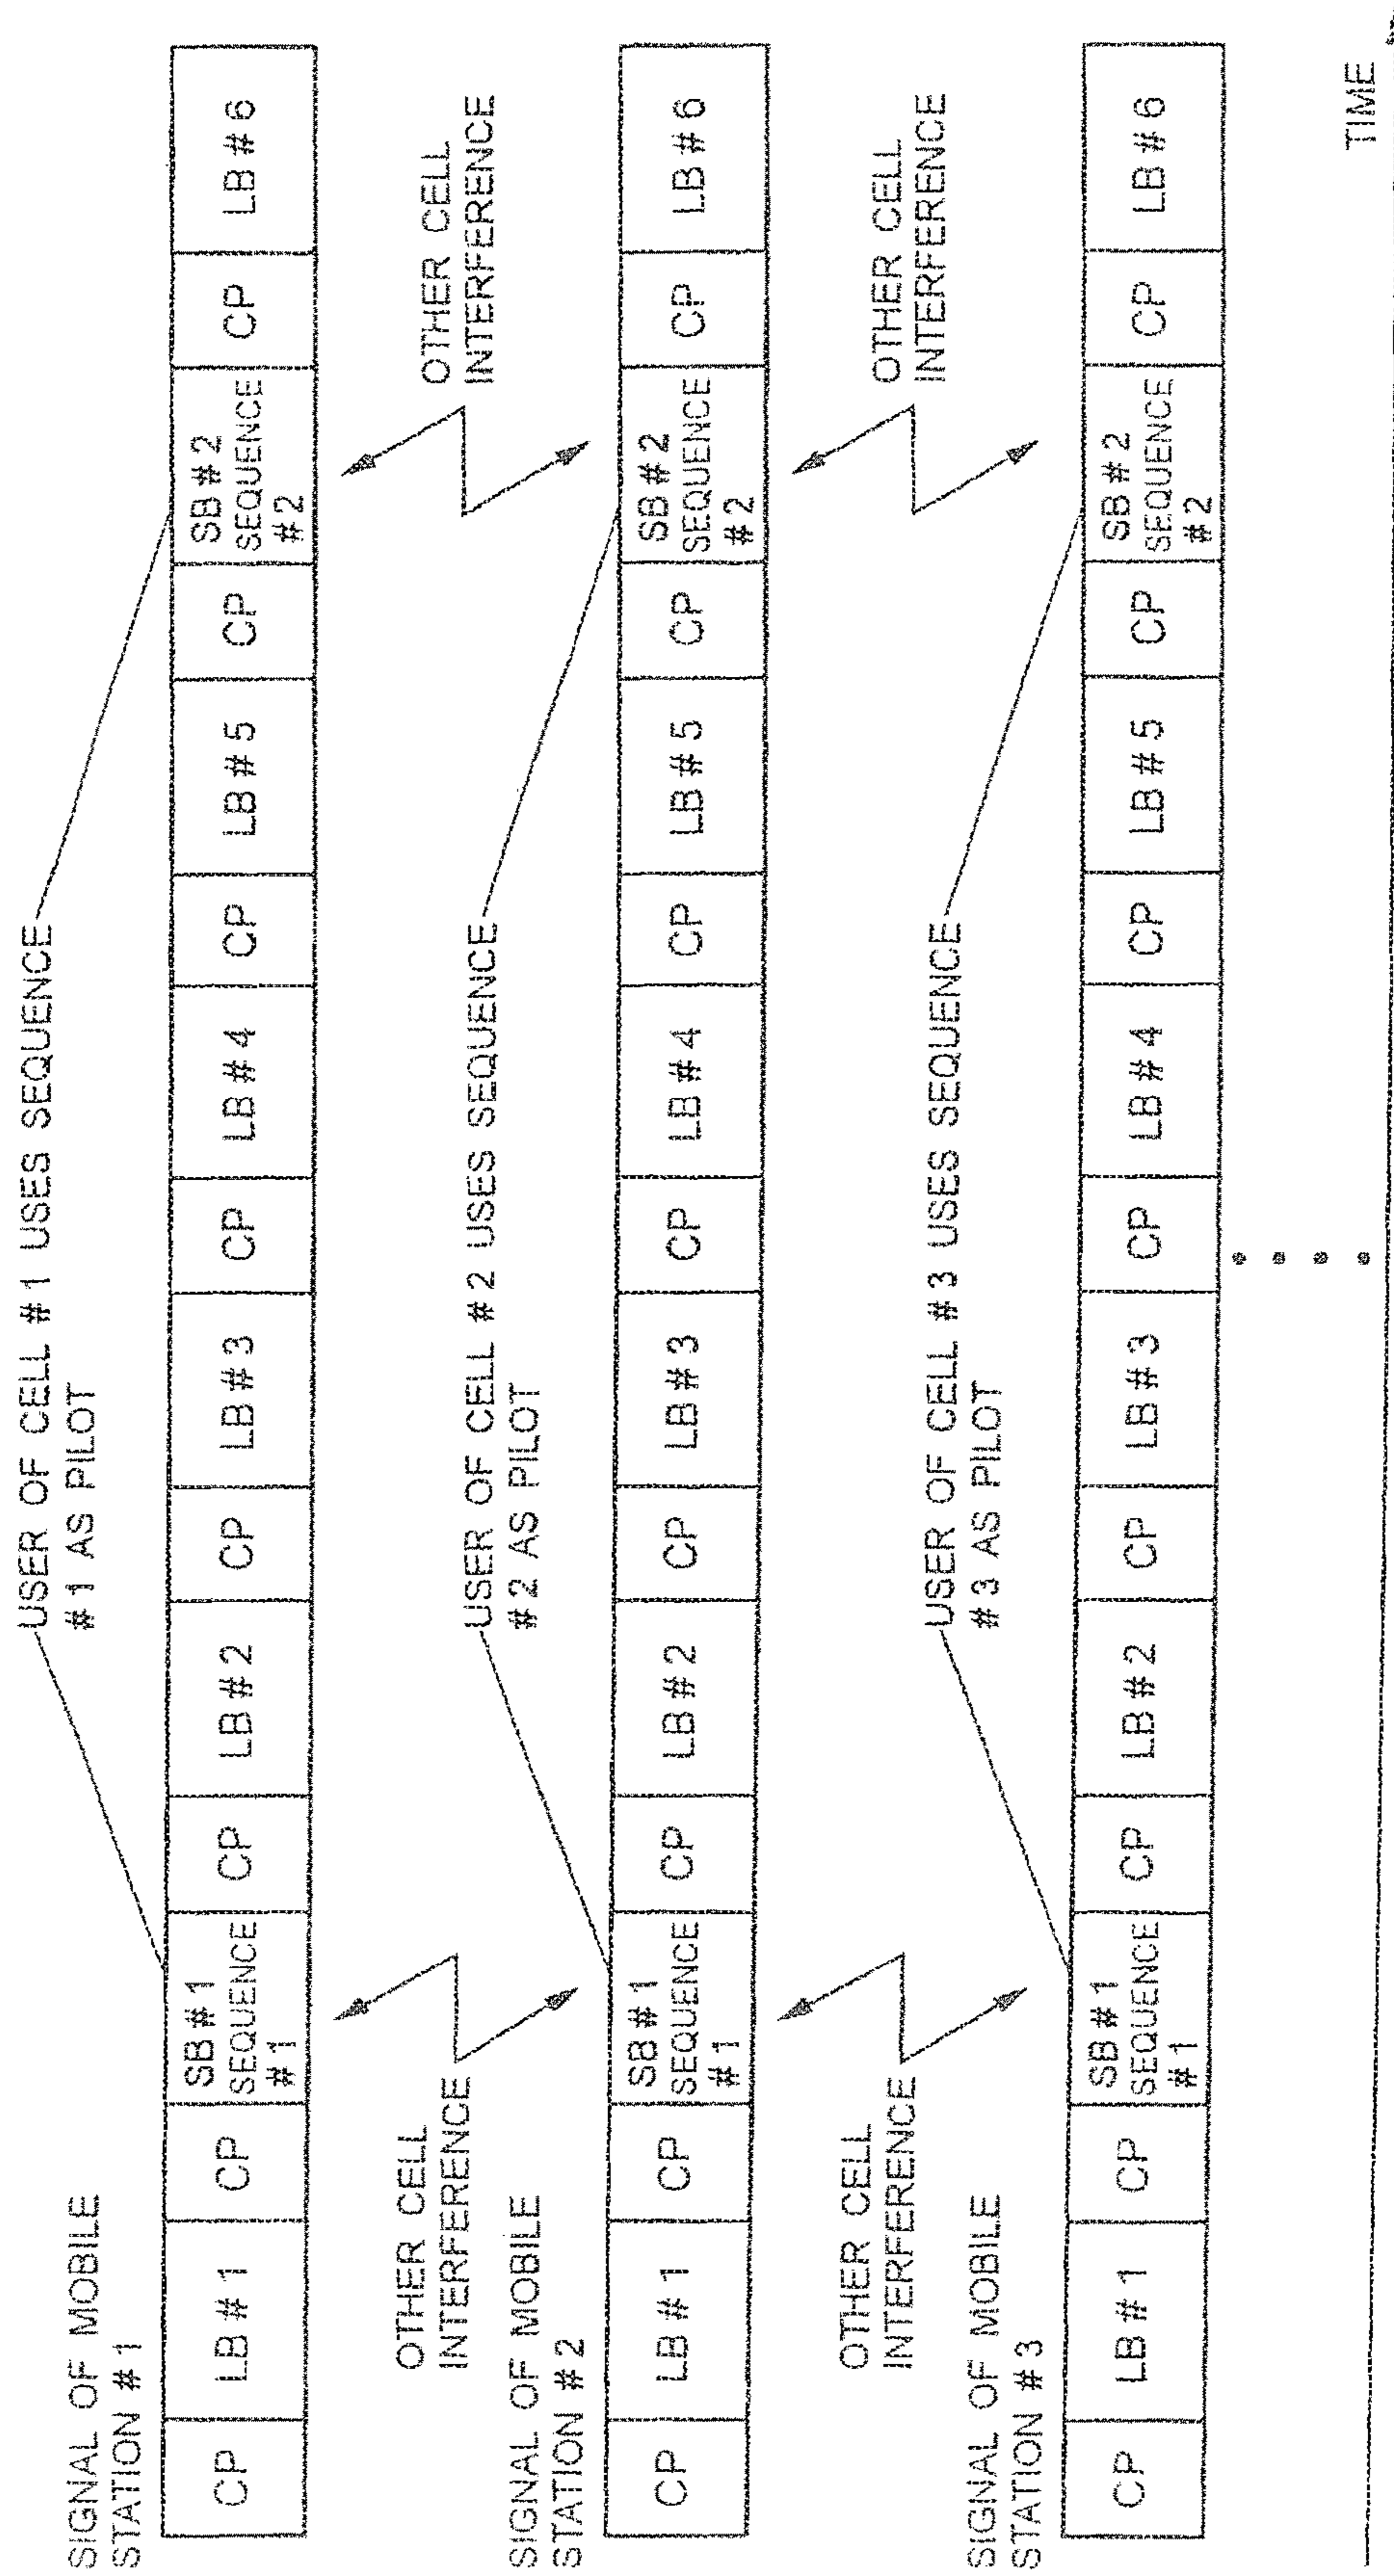 SIGNAL OF MOBILE
STATION #1
USER OF CELL #1 USES SEQUENCE
#1 AS PILOT
CP
LB #1
CP
SB #1
SEQUENCE
#1
CP
LB #2
CP
LB #3
CP
LB #4
CP
LB #5
CP
SB #2
SEQUENCE
#2
CP
LB #6
OTHER CELL
INTERFERENCE
OTHER CELL
INTERFERENCE
SIGNAL OF MOBILE
STATION #2
USER OF CELL #2 USES SEQUENCE
#2 AS PILOT
CP
LB #1
CP
SB #1
SEQUENCE
#1
CP
LB #2
CP
LB #3
CP
LB #4
CP
LB #5
CP
SB #2
SEQUENCE
#2
CP
LB #6
OTHER CELL
INTERFERENCE
OTHER CELL
INTERFERENCE
SIGNAL OF MOBILE
STATION #3
USER OF CELL #3 USES SEQUENCE
#3 AS PILOT
CP
LB #1
CP
SB #1
SEQUENCE
#1
CP
LB #2
CP
LB #3
CP
LB #4
CP
LB #5
CP
SB #2
SEQUENCE
#2
CP
LB #6
TIME